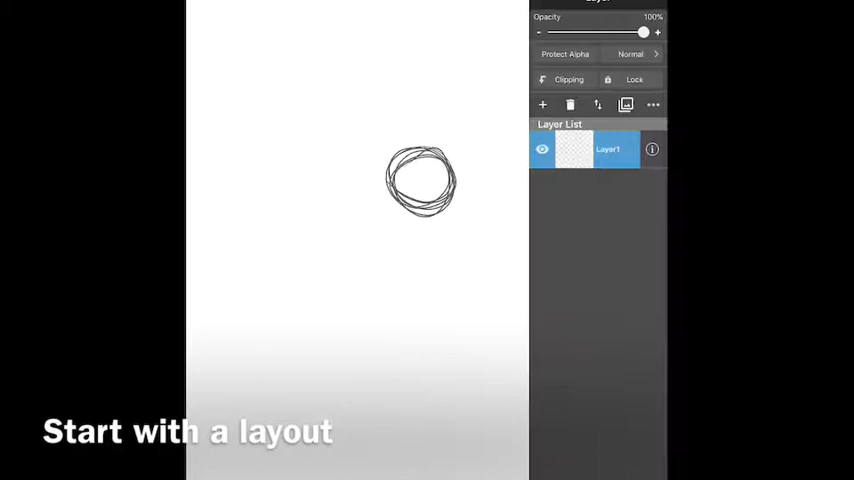 Opacity 100%
- +
Protect Alpha Normal >
Clipping Lock
Layer List
Layer1
Start with a layout